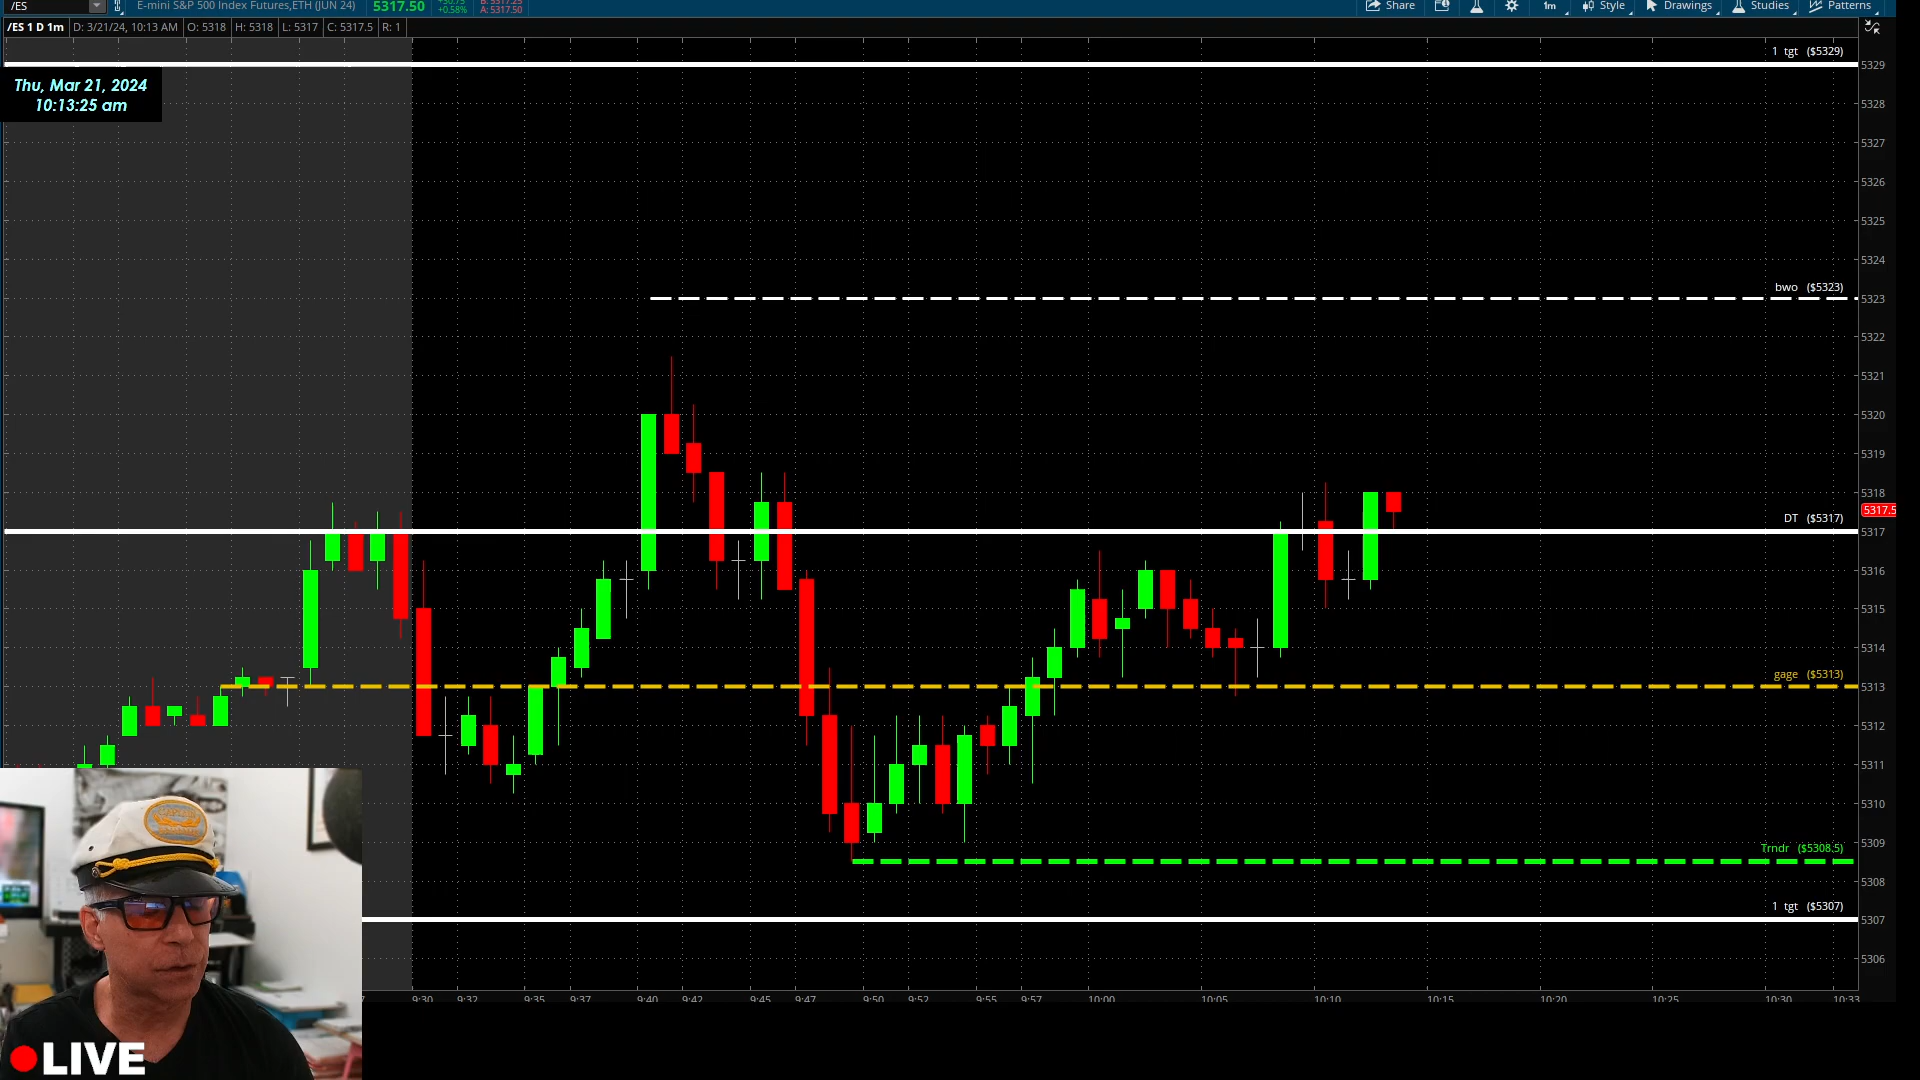 /ES
E-mini S&P 500 Index Futures,ETH (JUN 24)
5317.50
+0.58%
B: 5317.25
A: 5317.50
Share
1m
Style
Drawings
Studies
Patterns
/ES 1 D 1m
D: 3/21/24, 10:13 AM
O: 5318
H: 5318
L: 5317
C: 5317.5
R: 1
Thu, Mar 21, 2024
10:13:25 am
1 tgt ($5329)
5329
5328
5327
5326
5325
5324
bwo ($5323)
5323
5322
5321
5320
5319
5318
5317.5
DT ($5317)
5317
5316
5315
5314
gage ($5313)
5313
5312
5311
5310
5309
Trndr ($5308.5)
5308
1 tgt ($5307)
5307
5306
9:30
9:32
9:35
9:37
9:40
9:42
9:45
9:47
9:50
9:52
9:55
9:57
10:00
10:05
10:10
10:15
10:20
10:25
10:30
10:33
LIVE